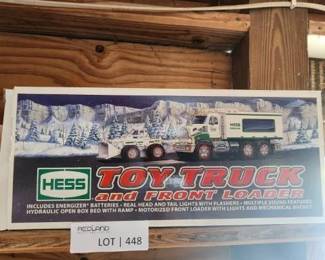 HESS
HESS
TOY TRUCK
and FRONT LOADER
INCLUDES ENERGIZER® BATTERIES • REAL HEAD AND TAIL LIGHTS WITH FLASHERS • MULTIPLE SOUND FEATURES
HYDRAULIC OPEN BOX BED WITH RAMP • MOTORIZED FRONT LOADER WITH LIGHTS AND MECHANICAL BUCKET
REDLAND
LOT | 448